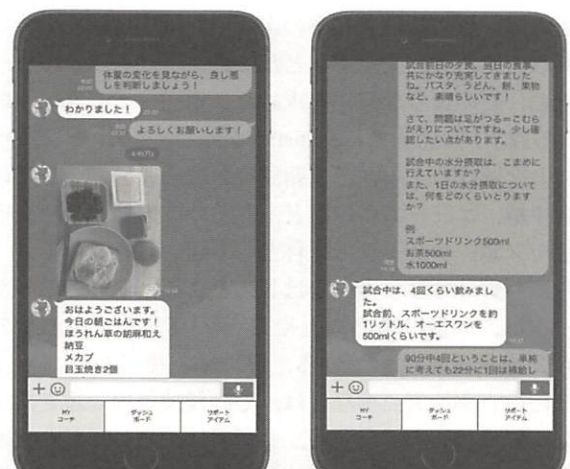 体重の変化を見ながら、良し悪
しを判断しましょう!
わかりました!
よろしくお願いします!
おはようございます。
今日の朝ごはんです!
ほうれん草の胡麻和え
納豆
メカブ
目玉焼き2個
MY
コーチ
ダッシュ
ボード
サポート
アイテム
試合前日の夕食、当日の食事、
共にかなり充実してきました
ね。パスタ、うどん、餅、果物
など、素晴らしいです!
さて、問題は足がつる=こむら
がえりについてですね。少し確
認したい点があります。
試合中の水分摂取は、こまめに
行えていますか?
また、1日の水分摂取について
は、何をどのくらいとります
か?
例
スポーツドリンク500ml
お茶500ml
水1000ml
試合中は、4回くらい飲みまし
た。
試合前、スポーツドリンクを約
1リットル、オーエスワンを
500mlくらいです。
90分中4回ということは、単純
に考えても22分に1回は補給し
MY
コーチ
ダッシュ
ボード
サポート
アイテム